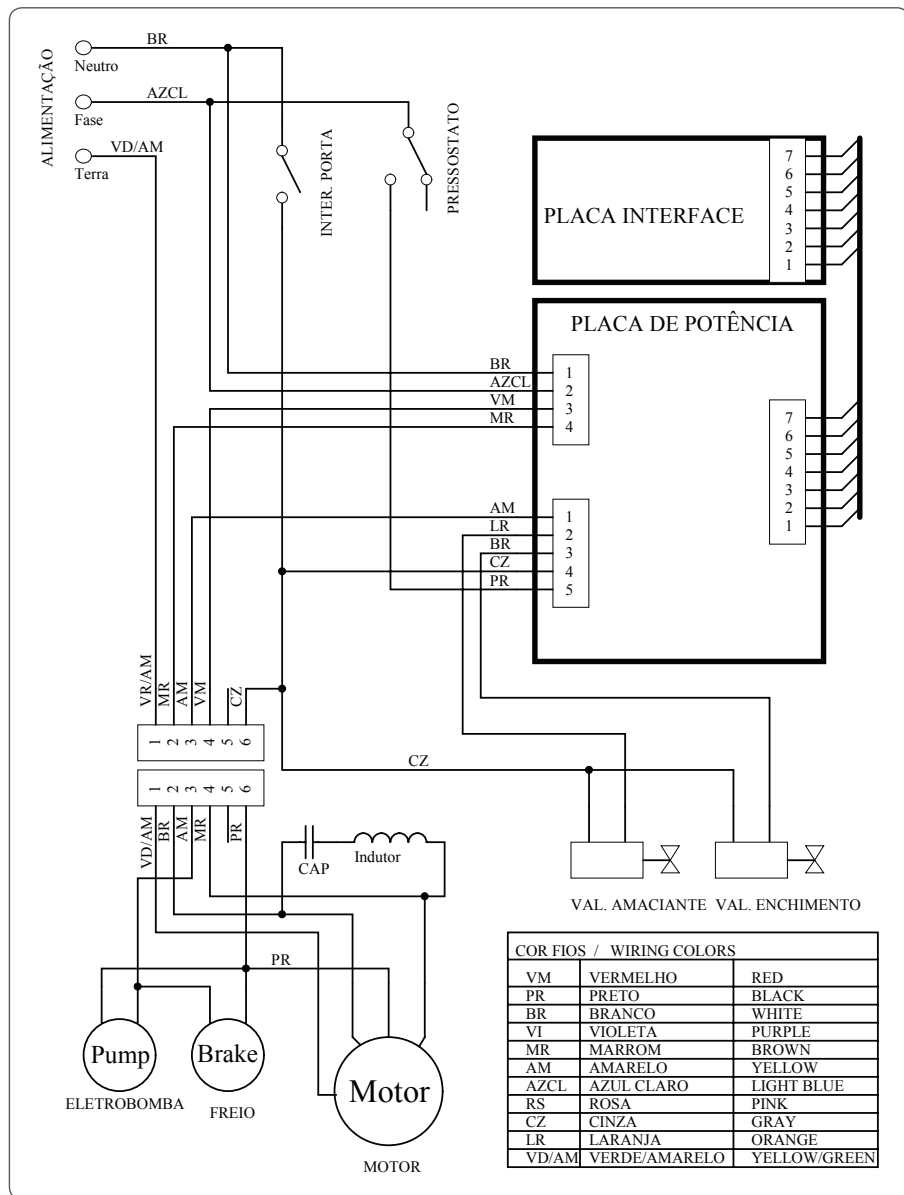 ALIMENTAÇÃO
BR
Neutro
AZCL
Fase
VD/AM
Terra
INTER. PORTA
PRESSOSTATO
PLACA INTERFACE
7
6
5
4
3
2
1
PLACA DE POTÊNCIA
BR
AZCL
VM
MR
1
2
3
4
7
6
5
4
3
2
1
AM
LR
BR
CZ
PR
1
2
3
4
5
VR/AM
MR
AM
VM
CZ
1
2
3
4
5
6
CZ
1
2
3
4
5
6
VD/AM
BR
AM
MR
PR
CAP
Indutor
VAL. AMACIANTE
VAL. ENCHIMENTO
PR
Pump
ELETROBOMBA
Brake
FREIO
Motor
MOTOR
COR FIOS / WIRING COLORS
VM VERMELHO RED
PR PRETO BLACK
BR BRANCO WHITE
VI VIOLETA PURPLE
MR MARROM BROWN
AM AMARELO YELLOW
AZCL AZUL CLARO LIGHT BLUE
RS ROSA PINK
CZ CINZA GRAY
LR LARANJA ORANGE
VD/AM VERDE/AMARELO YELLOW/GREEN